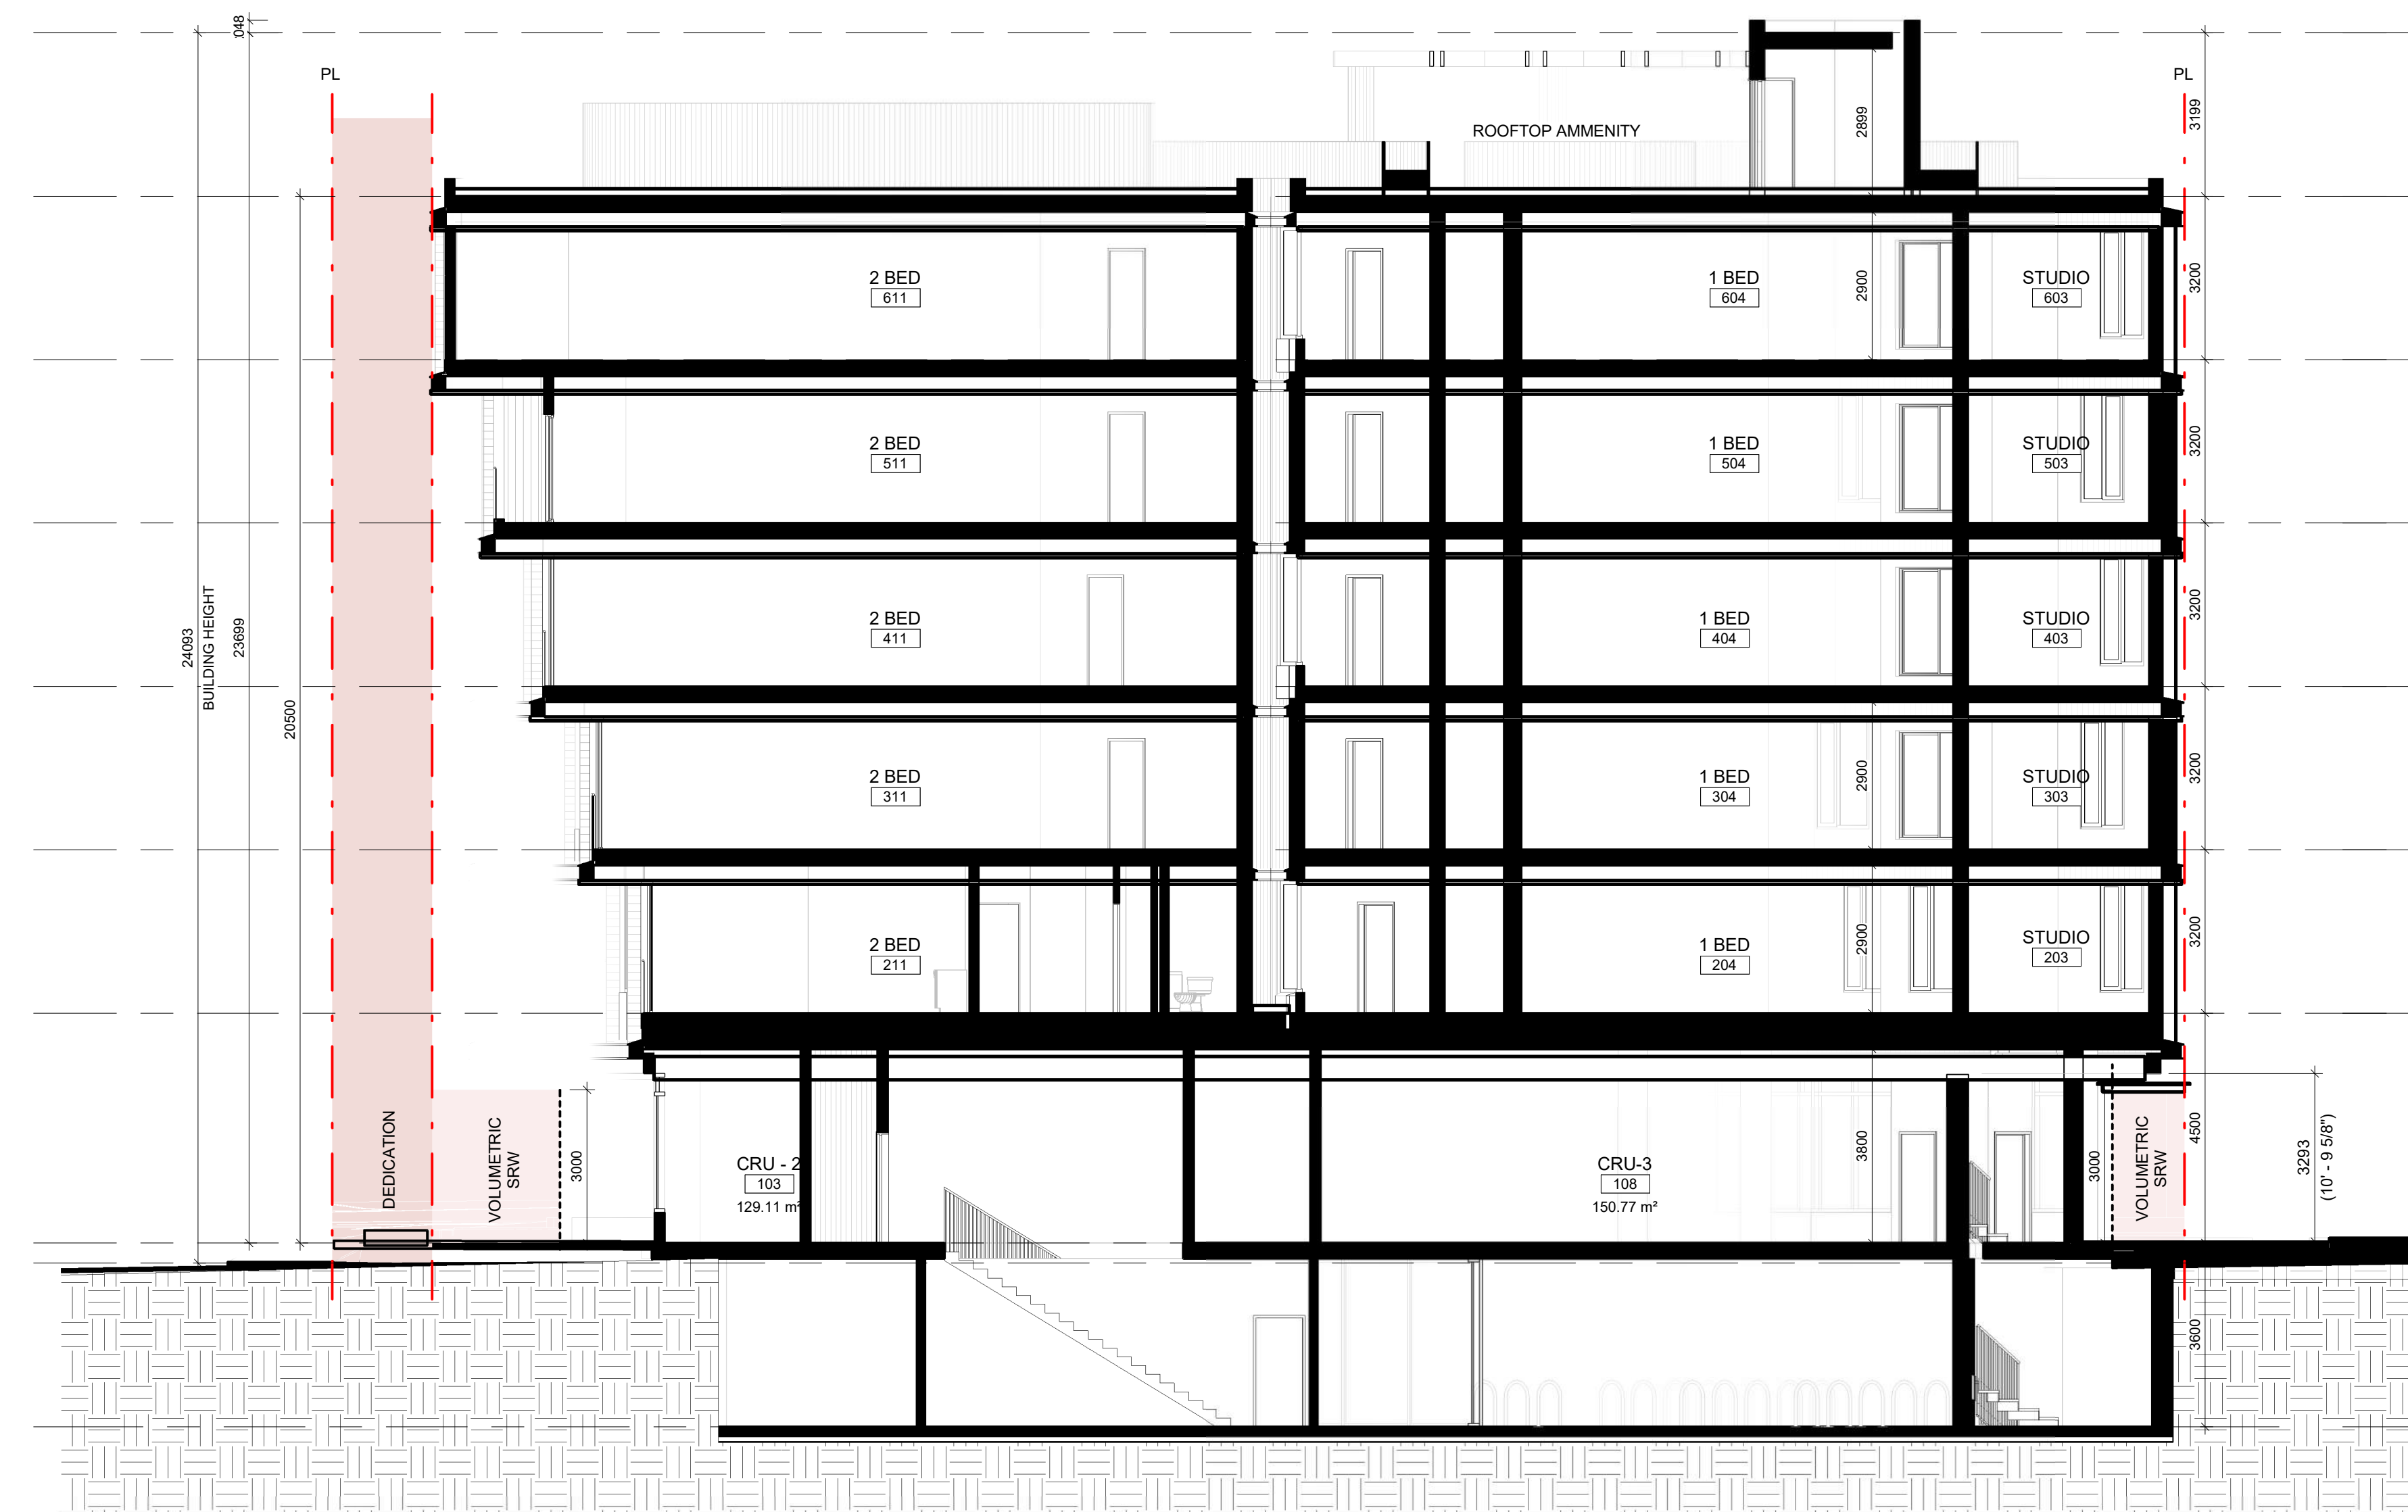 048
PL
PL
3199
2899
ROOFTOP AMMENITY
2 BED
611
1 BED
604
2900
STUDIO
603
3200
2 BED
511
1 BED
504
STUDIO
503
3200
24093
BUILDING HEIGHT
23699
20500
2 BED
411
1 BED
404
STUDIO
403
3200
2 BED
311
1 BED
304
2900
STUDIO
303
3200
2 BED
211
1 BED
204
2900
STUDIO
203
3200
DEDICATION
VOLUMETRIC
SRW
3000
CRU - 2
103
129.11 m²
CRU-3
108
150.77 m²
3800
3000
VOLUMETRIC
SRW
4500
3293
(10' - 9 5/8")
3600